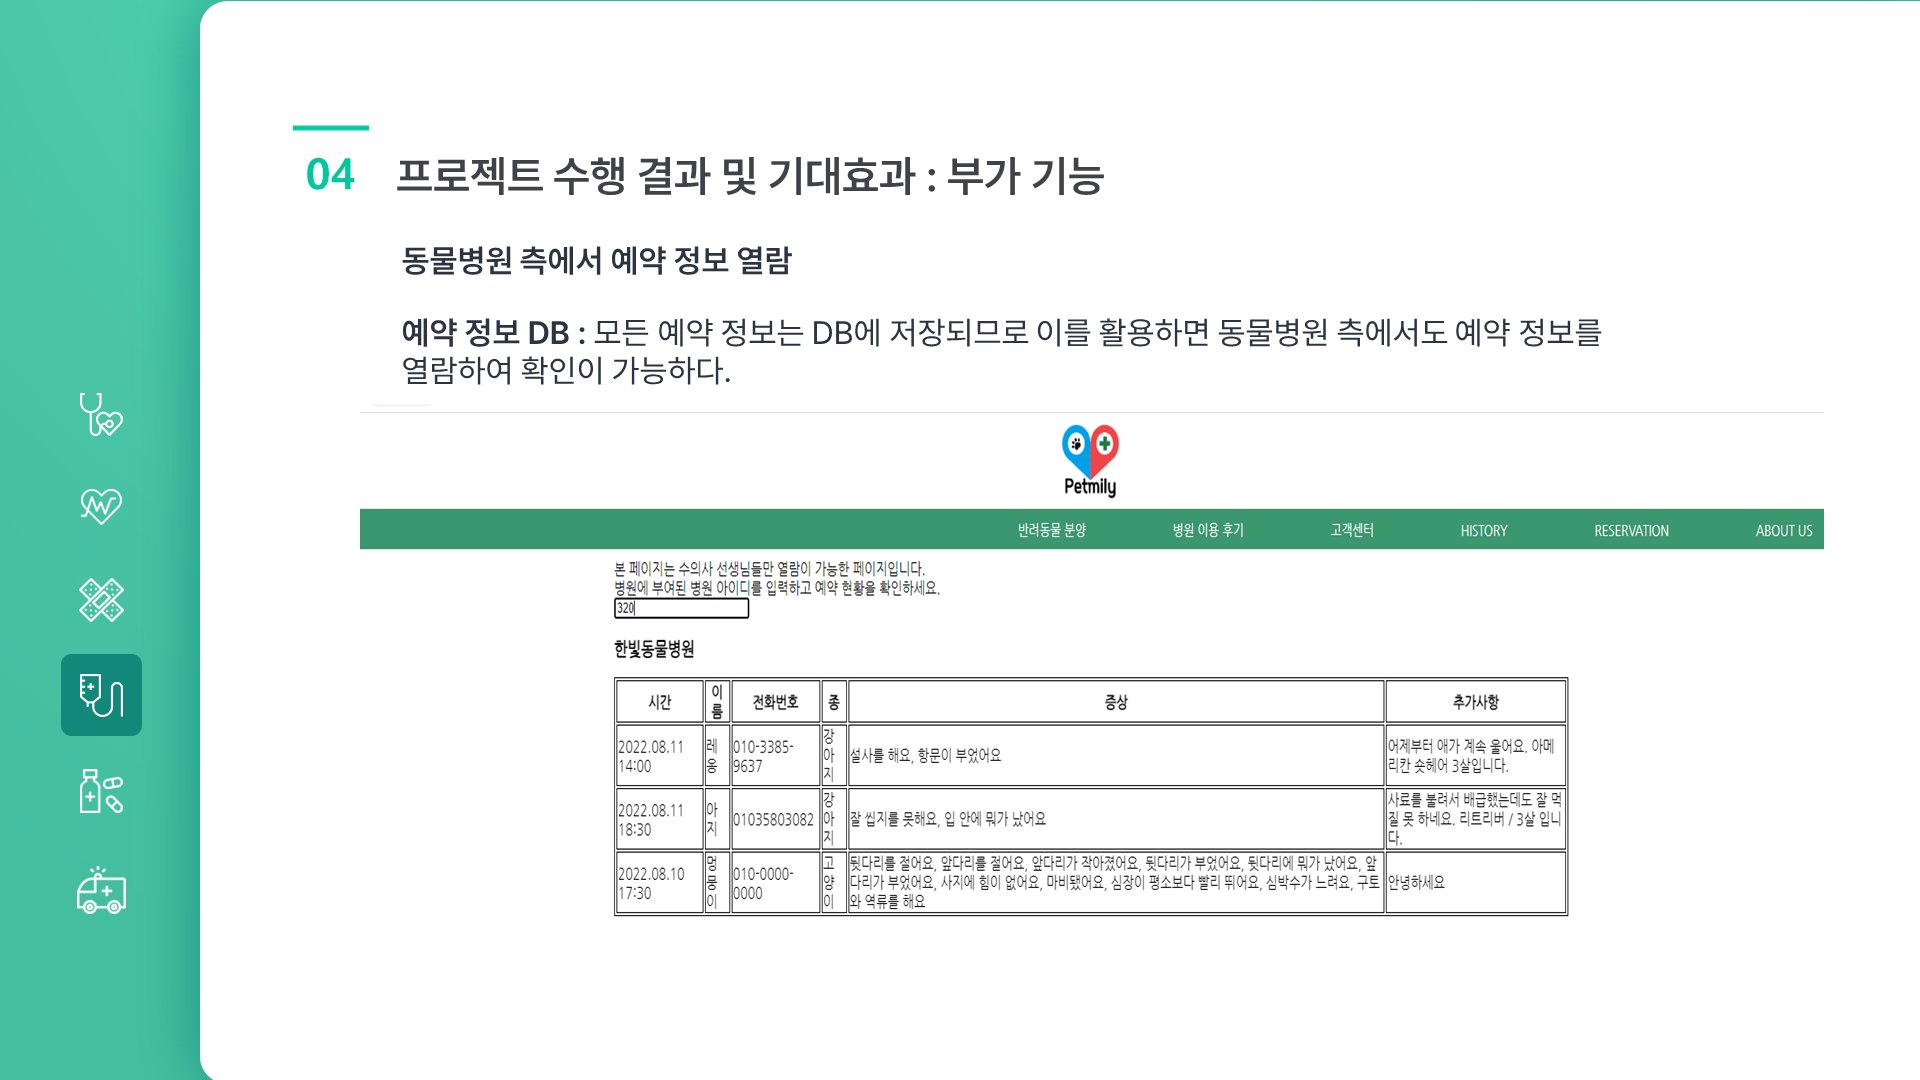 04 프로젝트 수행 결과 및 기대효과 : 부가 기능
동물병원 측에서 예약 정보 열람
예약 정보 DB : 모든 예약 정보는 DB에 저장되므로 이를 활용하면 동물병원 측에서도 예약 정보를
열람하여 확인이 가능하다.
Petmily
반려동물 분양 병원 이용 후기 고객센터 HISTORY RESERVATION ABOUT US
본 페이지는 수의사 선생님들만 열람이 가능한 페이지입니다.
병원에 부여된 병원 아이디를 입력하고 예약 현황을 확인하세요.
320
한빛동물병원
시간
이
름
전화번호
종
증상
추가사항
2022.08.11
14:00
레
옹
010-3385-
9637
강
아
지
설사를 해요, 항문이 부었어요
어제부터 애가 계속 울어요. 아메
리칸 숏헤어 3살입니다.
2022.08.11
18:30
아
지
01035803082
강
아
지
잘 씹지를 못해요, 입 안에 뭐가 났어요
사료를 불려서 배급했는데도 잘 먹
질 못 하네요. 리트리버 / 3살 입니
다.
2022.08.10
17:30
멍
뭉
이
010-0000-
0000
고
양
이
뒷다리를 절어요, 앞다리를 절어요, 앞다리가 작아졌어요, 뒷다리가 부었어요, 뒷다리에 뭐가 났어요, 앞
다리가 부었어요, 사지에 힘이 없어요, 마비됐어요, 심장이 평소보다 빨리 뛰어요, 심박수가 느려요, 구토
와 역류를 해요
안녕하세요